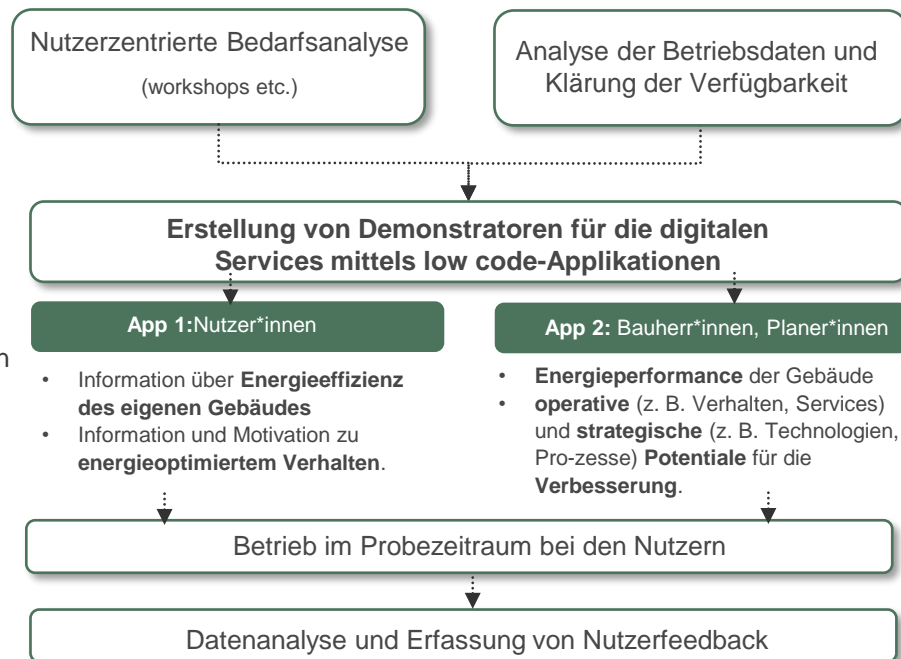 Nutzerzentrierte Bedarfsanalyse
(workshops etc.)
Analyse der Betriebsdaten und
Klärung der Verfügbarkeit
Erstellung von Demonstratoren für die digitalen
Services mittels low code-Applikationen
App 1:Nutzer*innen
n
• Information über Energieeffizienz
des eigenen Gebäudes
• Information und Motivation zu
energieoptimiertem Verhalten.
App 2: Bauherr*innen, Planer*innen
• Energieperformance der Gebäude
• operative (z. B. Verhalten, Services)
und strategische (z. B. Technologien,
Pro-zesse) Potentiale für die
Verbesserung.
Betrieb im Probezeitraum bei den Nutzern
Datenanalyse und Erfassung von Nutzerfeedback